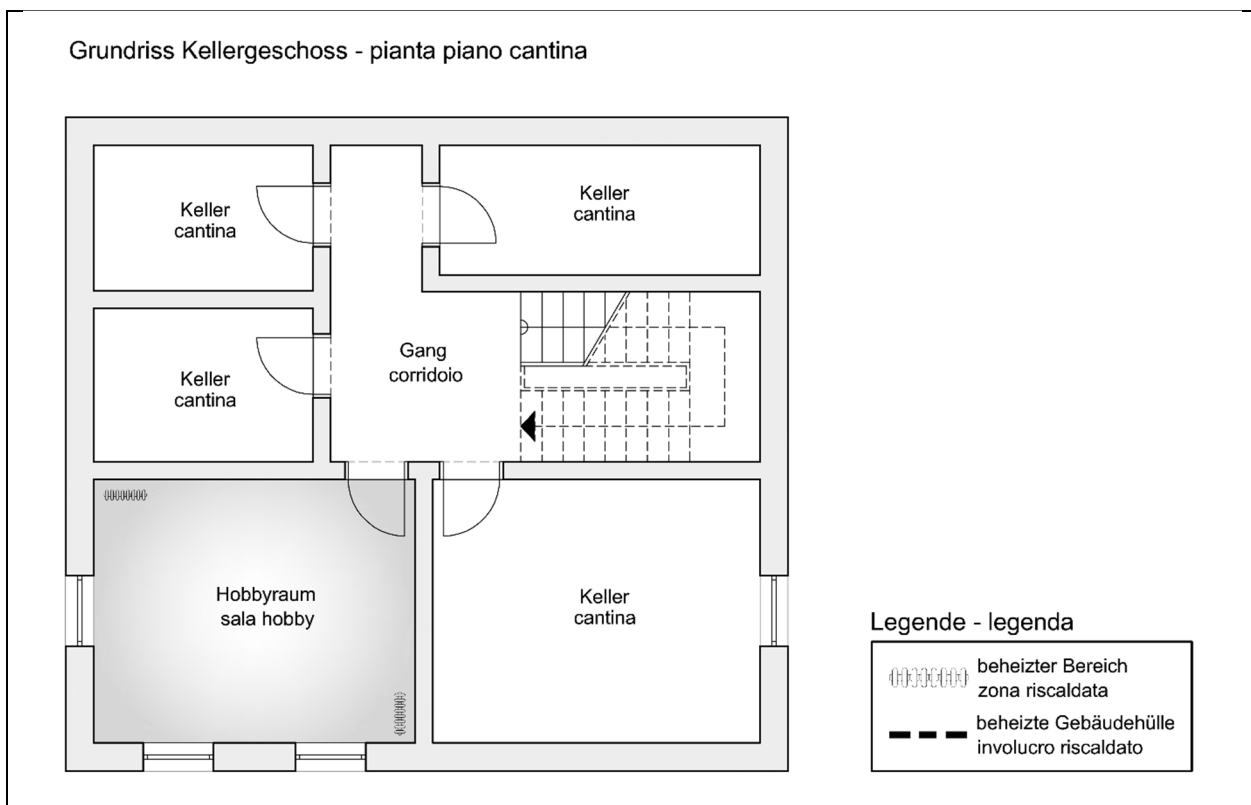 Grundriss Kellergeschoss - pianta piano cantina
Keller
cantina
Keller
cantina
Gang
corridoio
Keller
cantina
Hobbyraum
sala hobby
Keller
cantina
Legende - legenda
beheizter Bereich
zona riscaldata
beheizte Gebäudehülle
involucro riscaldato